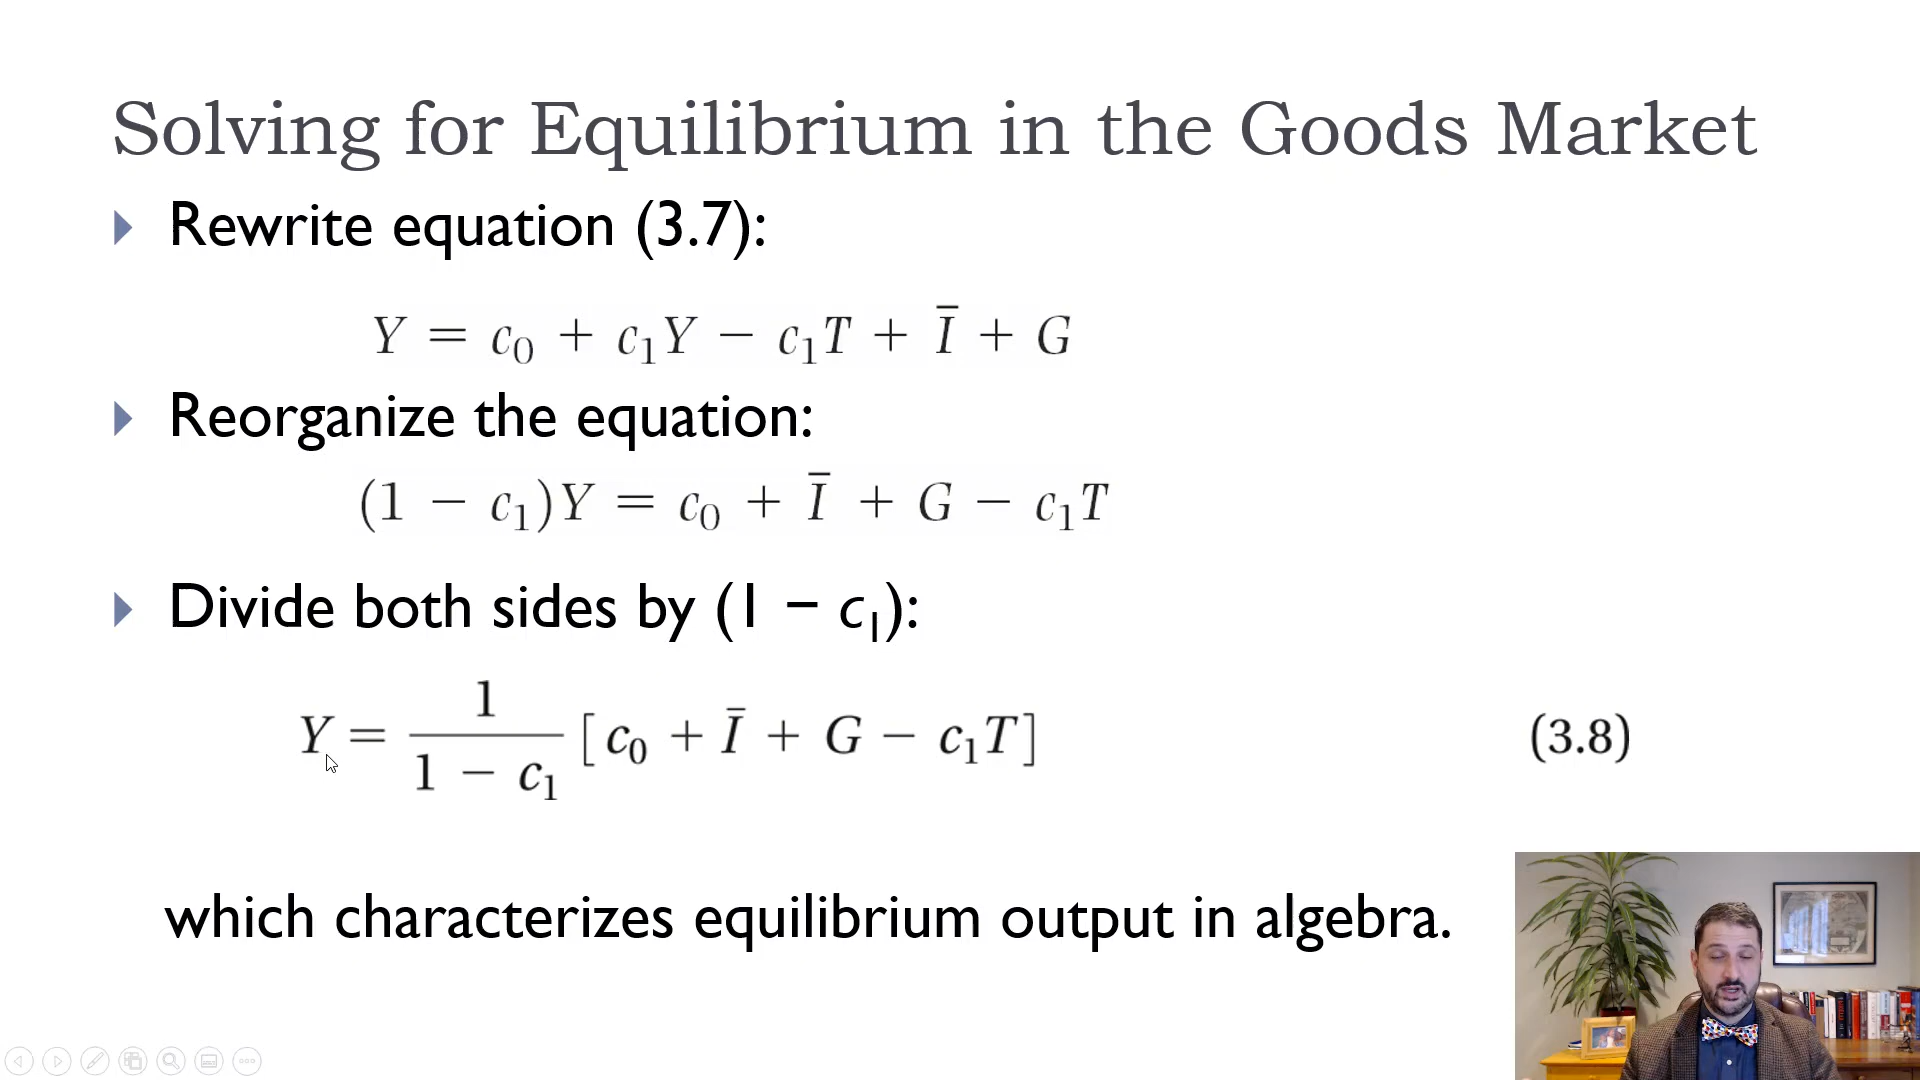 Solving for Equilibrium in the Goods Market
Rewrite equation (3.7):
Y = c₀ + c₁Y − c₁T + Ī + G
Reorganize the equation:
(1 − c₁)Y = c₀ + Ī + G − c₁T
Divide both sides by (1 − c₁):
Y = 1 / (1 − c₁) [c₀ + Ī + G − c₁T] (3.8)
which characterizes equilibrium output in algebra.